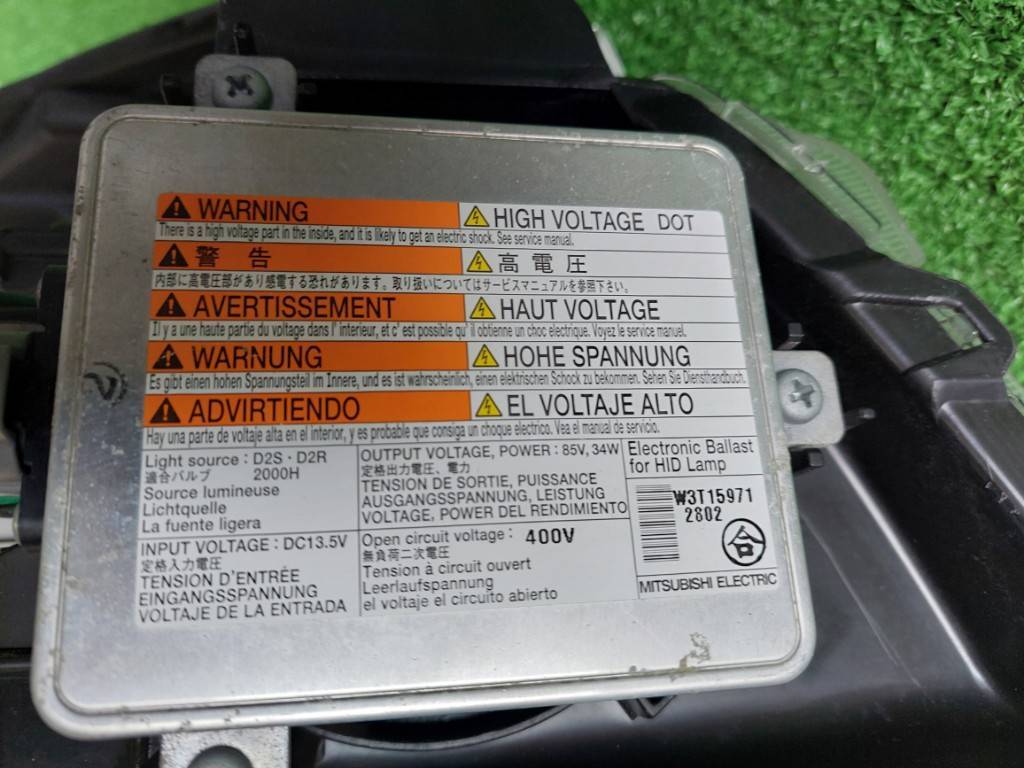 WARNING HIGH VOLTAGE DOT
There is a high voltage part in the inside, and it is likely to get an electric shock. See service manual.
警告 高電圧
内部に高電圧部があり感電する恐れがあります。取り扱いについてはサービスマニュアルを参照下さい。
AVERTISSEMENT HAUT VOLTAGE
Il y a une haute partie du voltage dans l' interieur, et c' est possible qu' il obtienne un choc electrique. Voyez le service manuel.
WARNUNG HOHE SPANNUNG
Es gibt einen hohen Spannungsteil im Innere, und es ist wahrscheinlich, einen elektrischen Schock zu bekommen. Sehen Sie Diensthandbuch.
ADVIRTIENDO EL VOLTAJE ALTO
Hay una parte de voltaje alta en el interior, y es probable que consiga un choque electrico. Vea el manual de servicio.
Light source : D2S · D2R
適合バルブ 2000H
Source lumineuse
Lichtquelle
La fuente ligera
INPUT VOLTAGE : DC13.5V
定格入力電圧
TENSION D'ENTRÉE
EINGANGSSPANNUNG
VOLTAJE DE LA ENTRADA
OUTPUT VOLTAGE, POWER : 85V, 34W
定格出力電圧、電力
TENSION DE SORTIE, PUISSANCE
AUSGANGSSPANNUNG, LEISTUNG
VOLTAGE, POWER DEL RENDIMIENTO
Open circuit voltage : 400V
無負荷二次電圧
Tension à circuit ouvert
Leerlaufspannung
el voltaje el circuito abierto
Electronic Ballast
for HID Lamp
W3T15971
2802
合
MITSUBISHI ELECTRIC